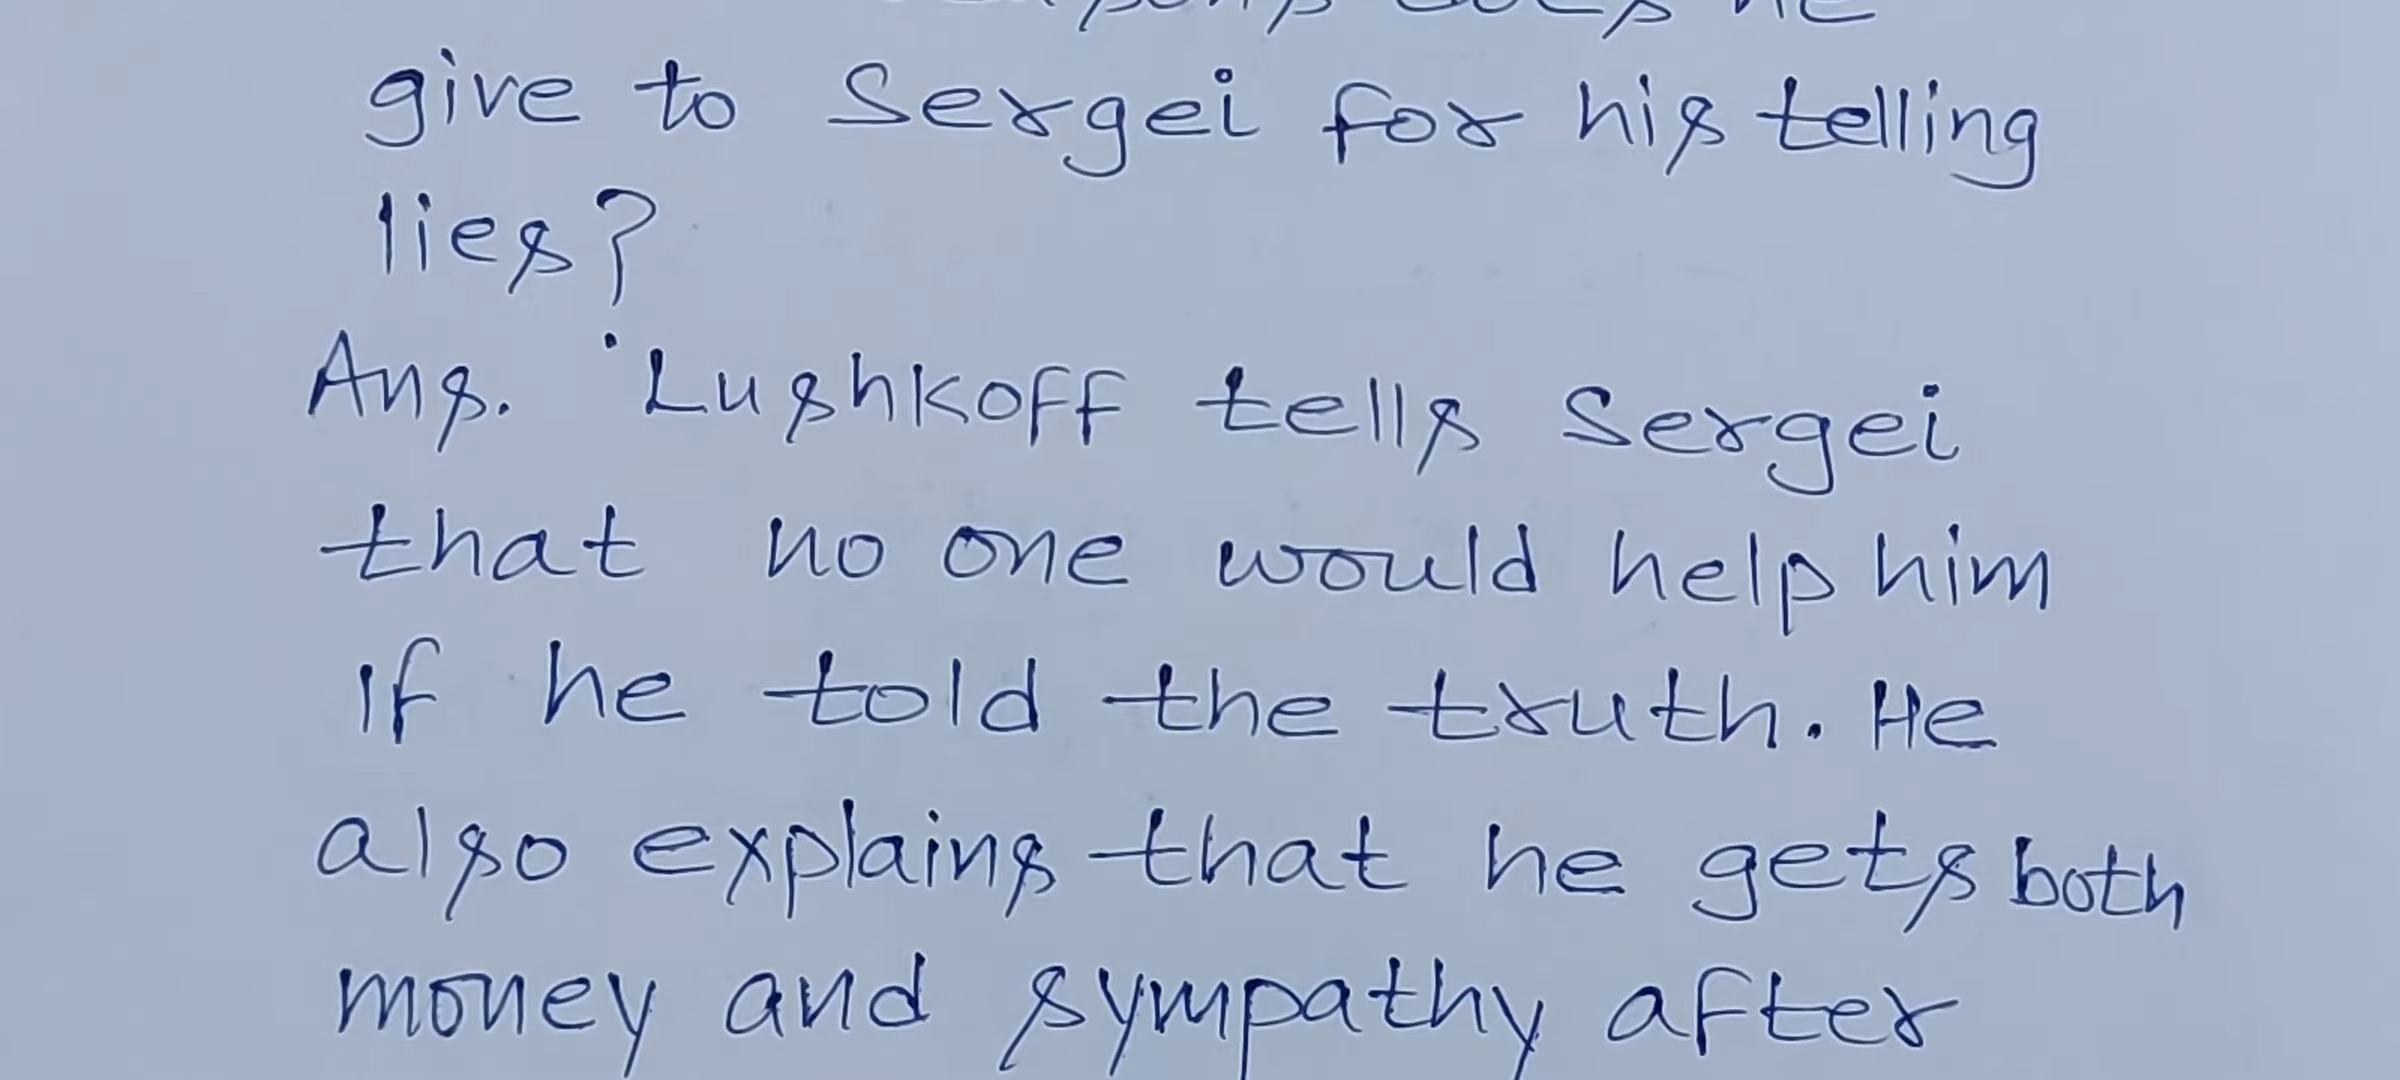 give to Sergei for his telling
lies?
Ans. Lushkoff tells Sergei
that no one would help him
if he told the truth. He
also explains that he gets both
money and sympathy after